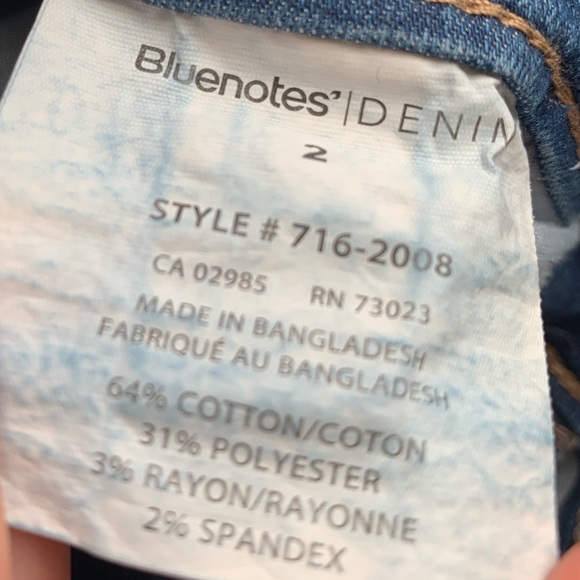 Bluenotes’|DENIM
2
STYLE # 716-2008
CA 02985 RN 73023
MADE IN BANGLADESH
FABRIQUÉ AU BANGLADESH
64% COTTON/COTON
31% POLYESTER
3% RAYON/RAYONNE
2% SPANDEX